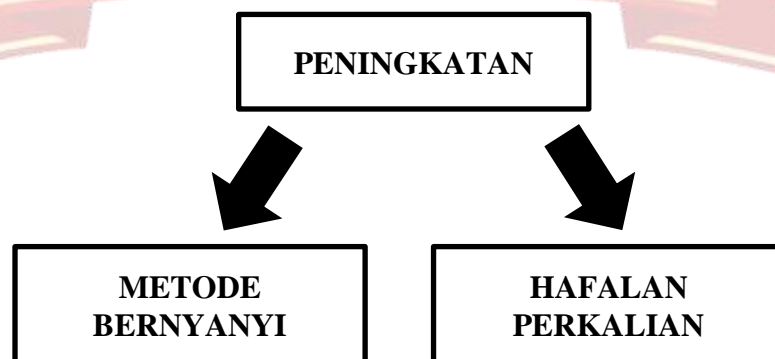 PENINGKATAN
METODE
BERNYANYI
HAFALAN
PERKALIAN